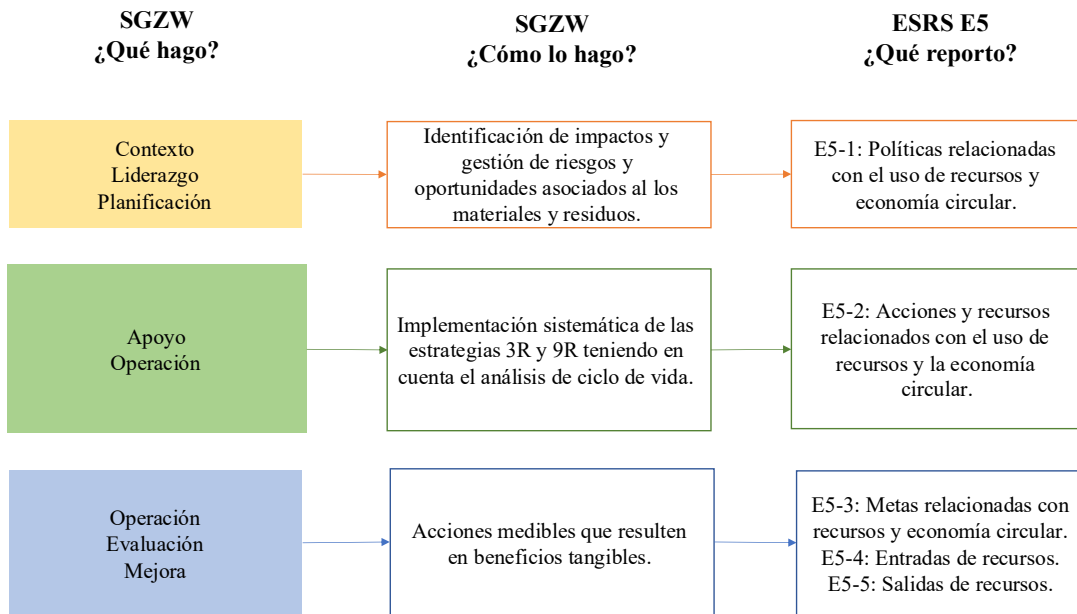 SGZW
¿Qué hago?
SGZW
¿Cómo lo hago?
ESRS E5
¿Qué reporto?
Contexto
Liderazgo
Planificación
Identificación de impactos y
gestión de riesgos y
oportunidades asociados al los
materiales y residuos.
E5-1: Políticas relacionadas
con el uso de recursos y
economía circular.
Apoyo
Operación
Implementación sistemática de las
estrategias 3R y 9R teniendo en
cuenta el análisis de ciclo de vida.
E5-2: Acciones y recursos
relacionados con el uso de
recursos y la economía
circular.
Operación
Evaluación
Mejora
Acciones medibles que resulten
en beneficios tangibles.
E5-3: Metas relacionadas con
recursos y economía circular.
E5-4: Entradas de recursos.
E5-5: Salidas de recursos.